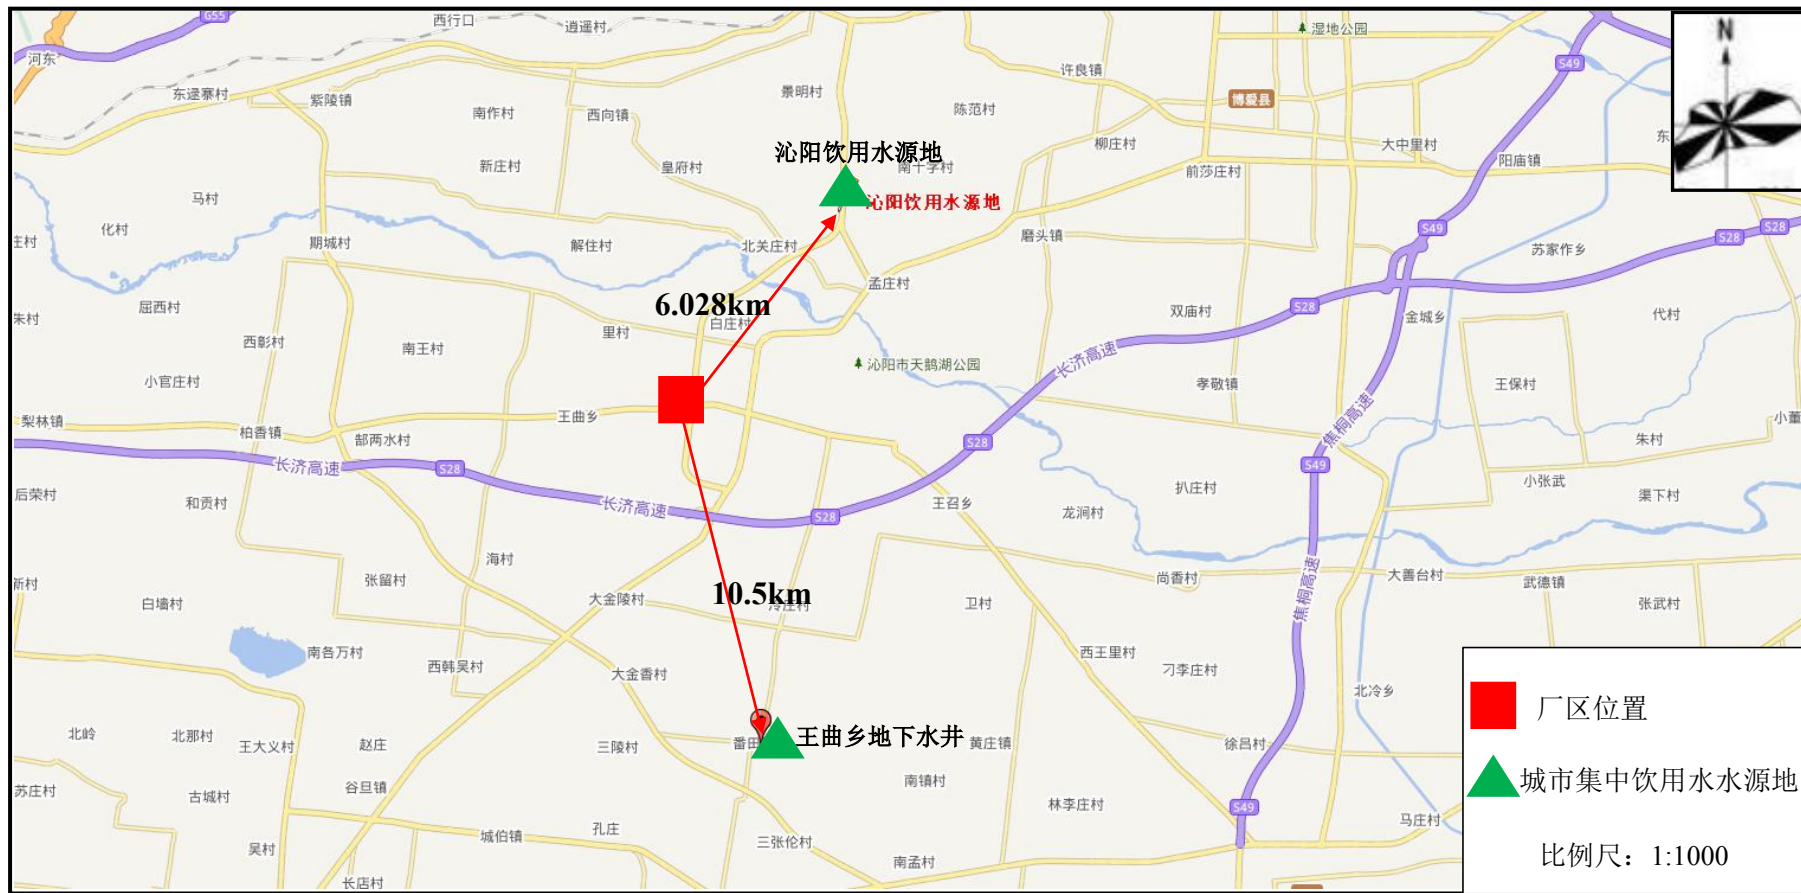 G55
西行口
逍遥村
湿地公园
N
河东
S49
许良镇
东逯寨村
紫陵镇
南作村
西向镇
景明村
陈范村
博爱县
柳庄村
大中里村
东
沁阳饮用水源地
新庄村
皇府村
南十字村
前莎庄村
阳庙镇
马村
沁阳饮用水源地
化村
庄村
期城村
解住村
北关庄村
磨头镇
S49
S28
S28
苏家作乡
孟庄村
屈西村
6.028km
朱村
里村
白庄村
双庙村
S28
金城乡
代村
西彰村
南王村
沁阳市天鹅湖公园
长济高速
小官庄村
孝敬镇
王保村
梨林镇
柏香镇
郜两水村
王曲乡
焦桐高速
小董
长济高速
S28
S28
S49
朱村
后荣村
和贡村
长济高速
S28
王召乡
扒庄村
龙涧村
小张武
渠下村
海村
新村
张留村
尚香村
大善台村
武德镇
白墙村
大金陵村
10.5km
冷庄村
卫村
焦桐高速
张武村
南各万村
西韩吴村
大金香村
西王里村
刁李庄村
北冷乡
厂区位置
北岭
北那村
王大义村
赵庄
三陵村
番田
王曲乡地下水井
黄庄镇
徐吕村
苏庄村
古城村
谷旦镇
南镇村
林李庄村
S49
马庄村
城市集中饮用水水源地
城伯镇
孔庄
三张伦村
吴村
南孟村
比例尺：1:1000
长店村